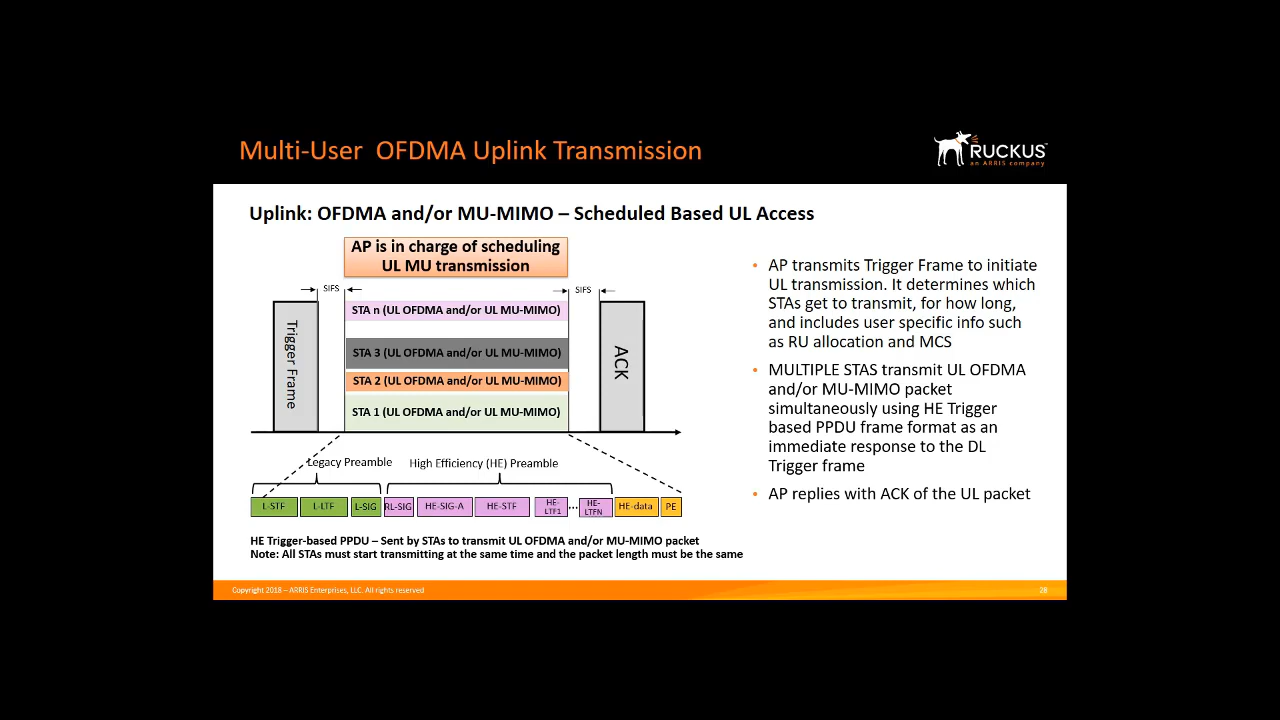 Multi-User OFDMA Uplink Transmission
RUCKUS™
an ARRIS company
Uplink: OFDMA and/or MU-MIMO – Scheduled Based UL Access
AP is in charge of scheduling
UL MU transmission
SIFS
SIFS
Trigger Frame
STA n (UL OFDMA and/or UL MU-MIMO)
STA 3 (UL OFDMA and/or UL MU-MIMO)
STA 2 (UL OFDMA and/or UL MU-MIMO)
STA 1 (UL OFDMA and/or UL MU-MIMO)
ACK
Legacy Preamble
High Efficiency (HE) Preamble
L-STF
L-LTF
L-SIG
RL-SIG
HE-SIG-A
HE-STF
HE-
LTF1
...
HE-
LTFN
HE-data
PE
HE Trigger-based PPDU – Sent by STAs to transmit UL OFDMA and/or MU-MIMO packet
Note: All STAs must start transmitting at the same time and the packet length must be the same
• AP transmits Trigger Frame to initiate
UL transmission. It determines which
STAs get to transmit, for how long,
and includes user specific info such
as RU allocation and MCS
• MULTIPLE STAS transmit UL OFDMA
and/or MU-MIMO packet
simultaneously using HE Trigger
based PPDU frame format as an
immediate response to the DL
Trigger frame
• AP replies with ACK of the UL packet
Copyright 2018 – ARRIS Enterprises, LLC. All rights reserved
28